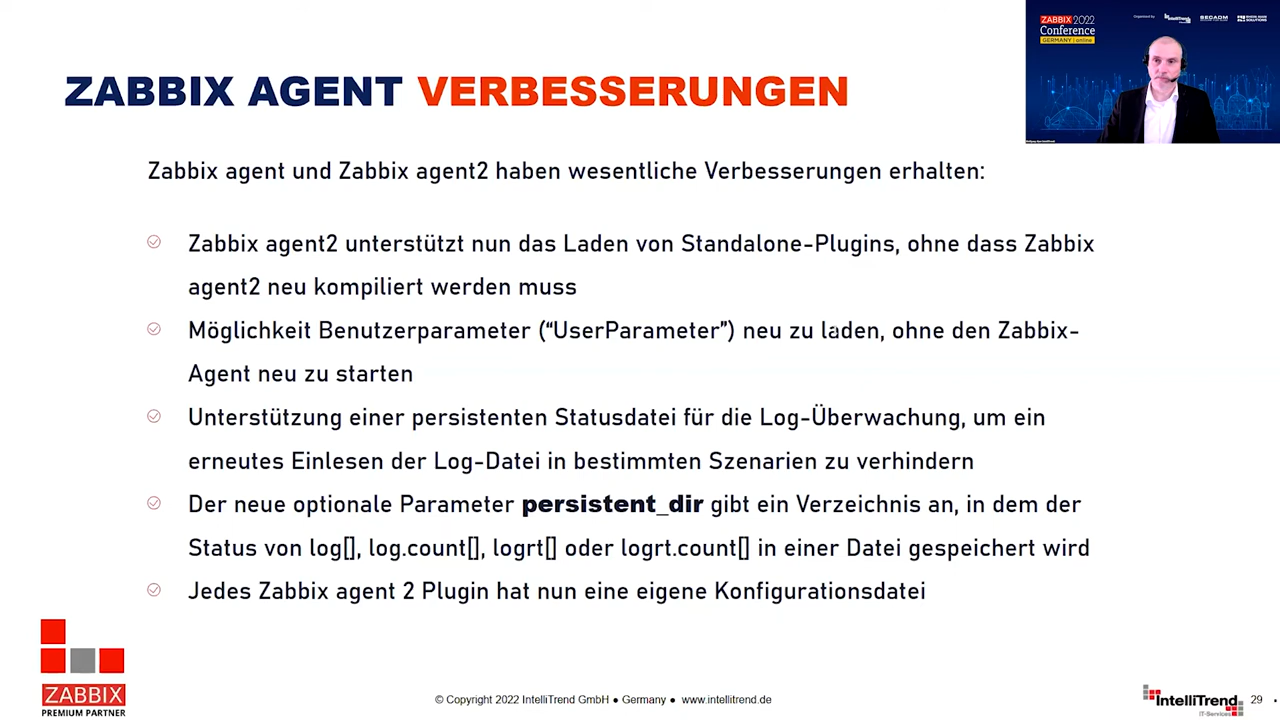 ZABBIX 2022
Conference
GERMANY | online
Organised by
IntelliTrend
SECADM
ZABBIX AGENT VERBESSERUNGEN
Zabbix agent und Zabbix agent2 haben wesentliche Verbesserungen erhalten:
Zabbix agent2 unterstützt nun das Laden von Standalone-Plugins, ohne dass Zabbix
agent2 neu kompiliert werden muss
Möglichkeit Benutzerparameter (“UserParameter”) neu zu laden, ohne den Zabbix-
Agent neu zu starten
Unterstützung einer persistenten Statusdatei für die Log-Überwachung, um ein
erneutes Einlesen der Log-Datei in bestimmten Szenarien zu verhindern
Der neue optionale Parameter persistent_dir gibt ein Verzeichnis an, in dem der
Status von log[], log.count[], logrt[] oder logrt.count[] in einer Datei gespeichert wird
Jedes Zabbix agent 2 Plugin hat nun eine eigene Konfigurationsdatei
ZABBIX
PREMIUM PARTNER
© Copyright 2022 IntelliTrend GmbH ● Germany ● www.intellitrend.de
IntelliTrend
IT-Services
29